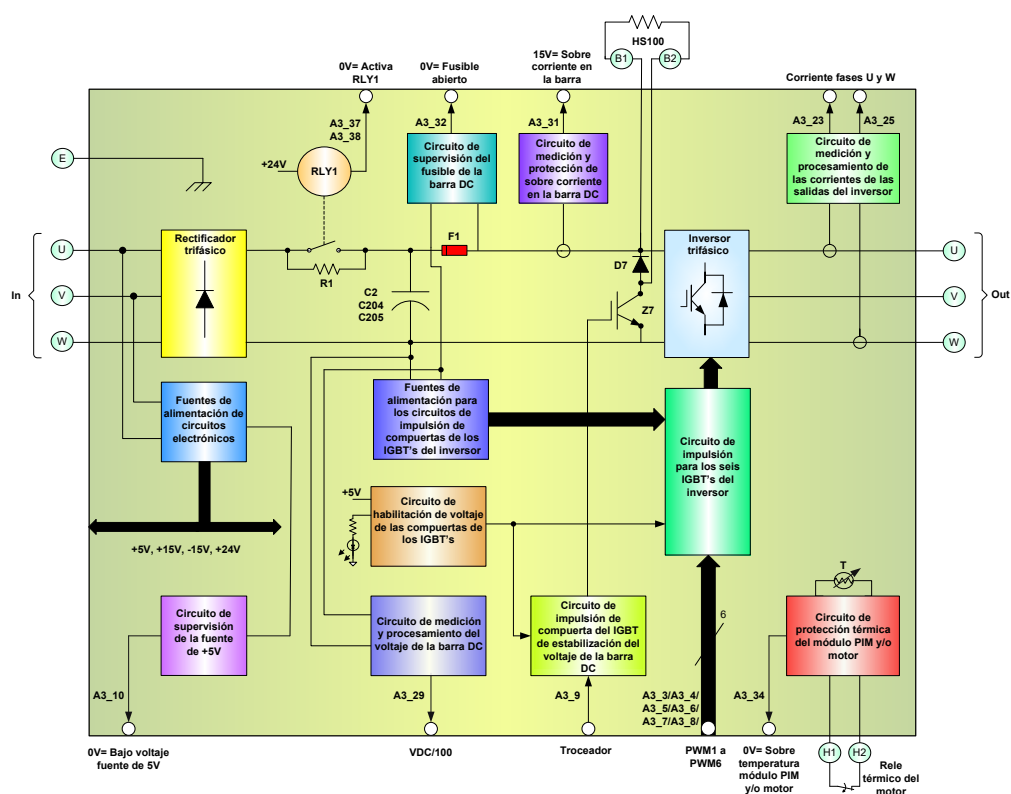 HS100
B1
B2
0V= Activa
RLY1
0V= Fusible
abierto
15V= Sobre
corriente en
la barra
Corriente fases U y W
A3_37
A3_38
A3_32
A3_31
A3_23
A3_25
E
+24V
RLY1
Circuito de
supervisión del
fusible de la
barra DC
Circuito de
medición y
protección de
sobre corriente
en la barra DC
Circuito de
medición y
procesamiento de
las corrientes de las
salidas del inversor
In
U
V
W
Rectificador
trifásico
R1
F1
C2
C204
C205
D7
Z7
Inversor
trifásico
U
V
W
Out
Fuentes de
alimentación de
circuitos
electrónicos
Fuentes de
alimentación para
los circuitos de
impulsión de
compuertas de los
IGBT's del inversor
Circuito de
impulsión
para los seis
IGBT's del
inversor
+5V
Circuito de
habilitación de voltaje
de las compuertas de
los IGBT's
+5V, +15V, -15V, +24V
T
6
Circuito de
supervisión
de la fuente
de +5V
Circuito de medición
y procesamiento del
voltaje de la barra DC
Circuito de
impulsión de
compuerta del IGBT
de estabilización del
voltaje de la barra
DC
Circuito de
protección térmica
del módulo PIM y/o
motor
A3_10
A3_29
A3_9
A3_3/A3_4/
A3_5/A3_6/
A3_7/A3_8/
A3_34
0V= Bajo voltaje
fuente de 5V
VDC/100
Troceador
PWM1 a
PWM6
0V= Sobre
temperatura
módulo PIM
y/o motor
H1
H2
Rele
térmico del
motor